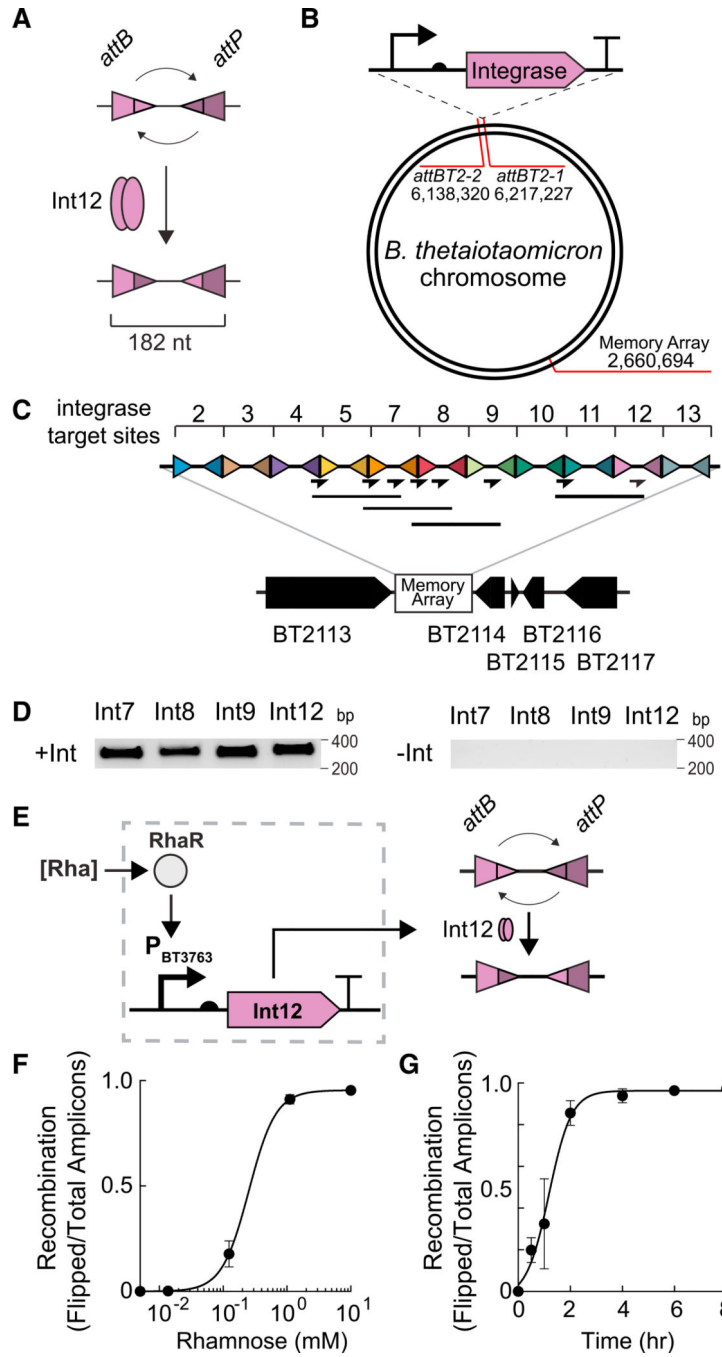 A
attB
attP
Int12
182 nt
B
Integrase
attBT2-2 attBT2-1
6,138,320 6,217,227
B. thetaiotaomicron
chromosome
Memory Array
2,660,694
C
integrase
target sites
2 3 4 5 7 8 9 10 11 12 13
Memory
Array
BT2113 BT2114 BT2116
BT2115 BT2117
D
Int7 Int8 Int9 Int12 bp
+Int
400
200
Int7 Int8 Int9 Int12 bp
-Int
400
200
E
[Rha]
RhaR
PBT3763
Int12
attB
attP
Int12
F
Recombination
(Flipped/Total Amplicons)
1.0
0.5
0
10-2 10-1 100 101
Rhamnose (mM)
G
Recombination
(Flipped/Total Amplicons)
1.0
0.5
0
0 2 4 6 8
Time (hr)